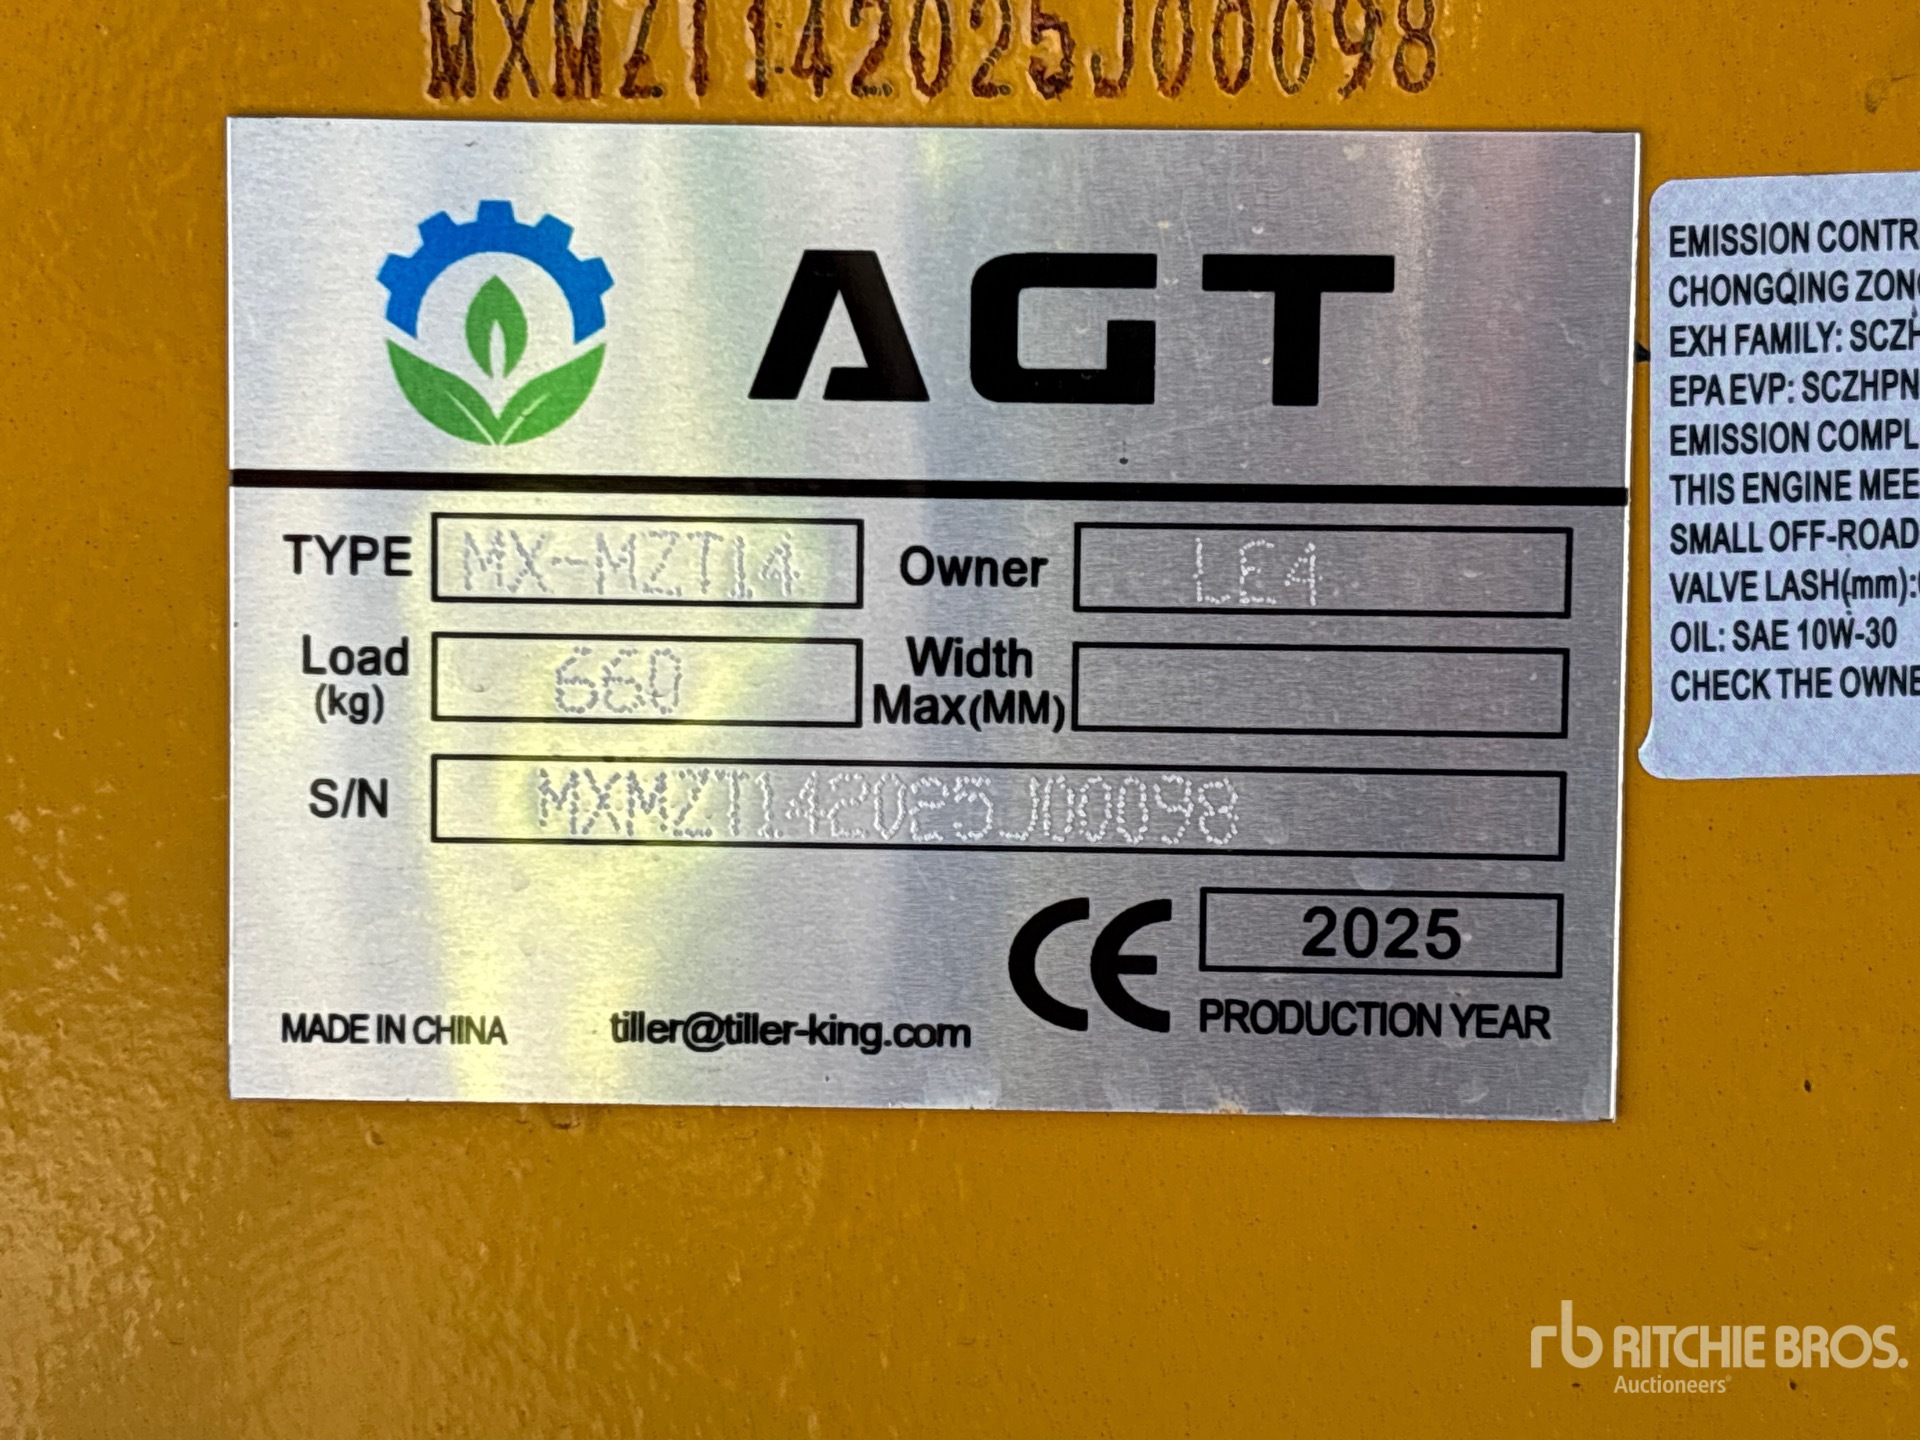 MXMZT142025J00098
AGT
TYPE MX-MZT14 Owner LE4
Load (kg) 660 Width Max(MM)
S/N MXMZT142025J00098
CE 2025
PRODUCTION YEAR
MADE IN CHINA tiller@tiller-king.com
EMISSION CONTR
CHONGQING ZONG
EXH FAMILY: SCZH
EPA EVP: SCZHPN
EMISSION COMPL
THIS ENGINE MEE
SMALL OFF-ROAD
VALVE LASH(mm):
OIL: SAE 10W-30
CHECK THE OWNE
rb RITCHIE BROS.
Auctioneers